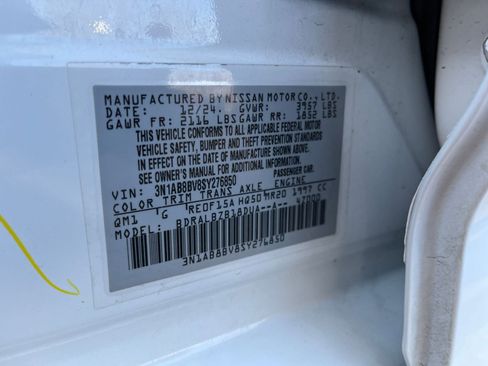 MANUFACTURED BY NISSAN MOTOR CO., LTD.
DATE: 12/24 GVWR: 3957 LBS
GAWR FR: 2116 LBS GAWR RR: 1852 LBS
THIS VEHICLE CONFORMS TO ALL APPLICABLE FEDERAL MOTOR
VEHICLE SAFETY, BUMPER AND THEFT PREVENTION STANDARDS
IN EFFECT ON THE DATE OF MANUFACTURE SHOWN ABOVE.
SEE OWNER'S MANUAL FOR ADDITIONAL INFORMATION.
PASSENGER CAR
VIN: 3N1AB8BV8SY276850
COLOR TRIM TRANS AXLE ENGINE
QM1 G RE0F15A HQ50 MR20 1997 CC
MODEL: BDRALBZB18DUA--A--
3N1AB8BV8SY276850